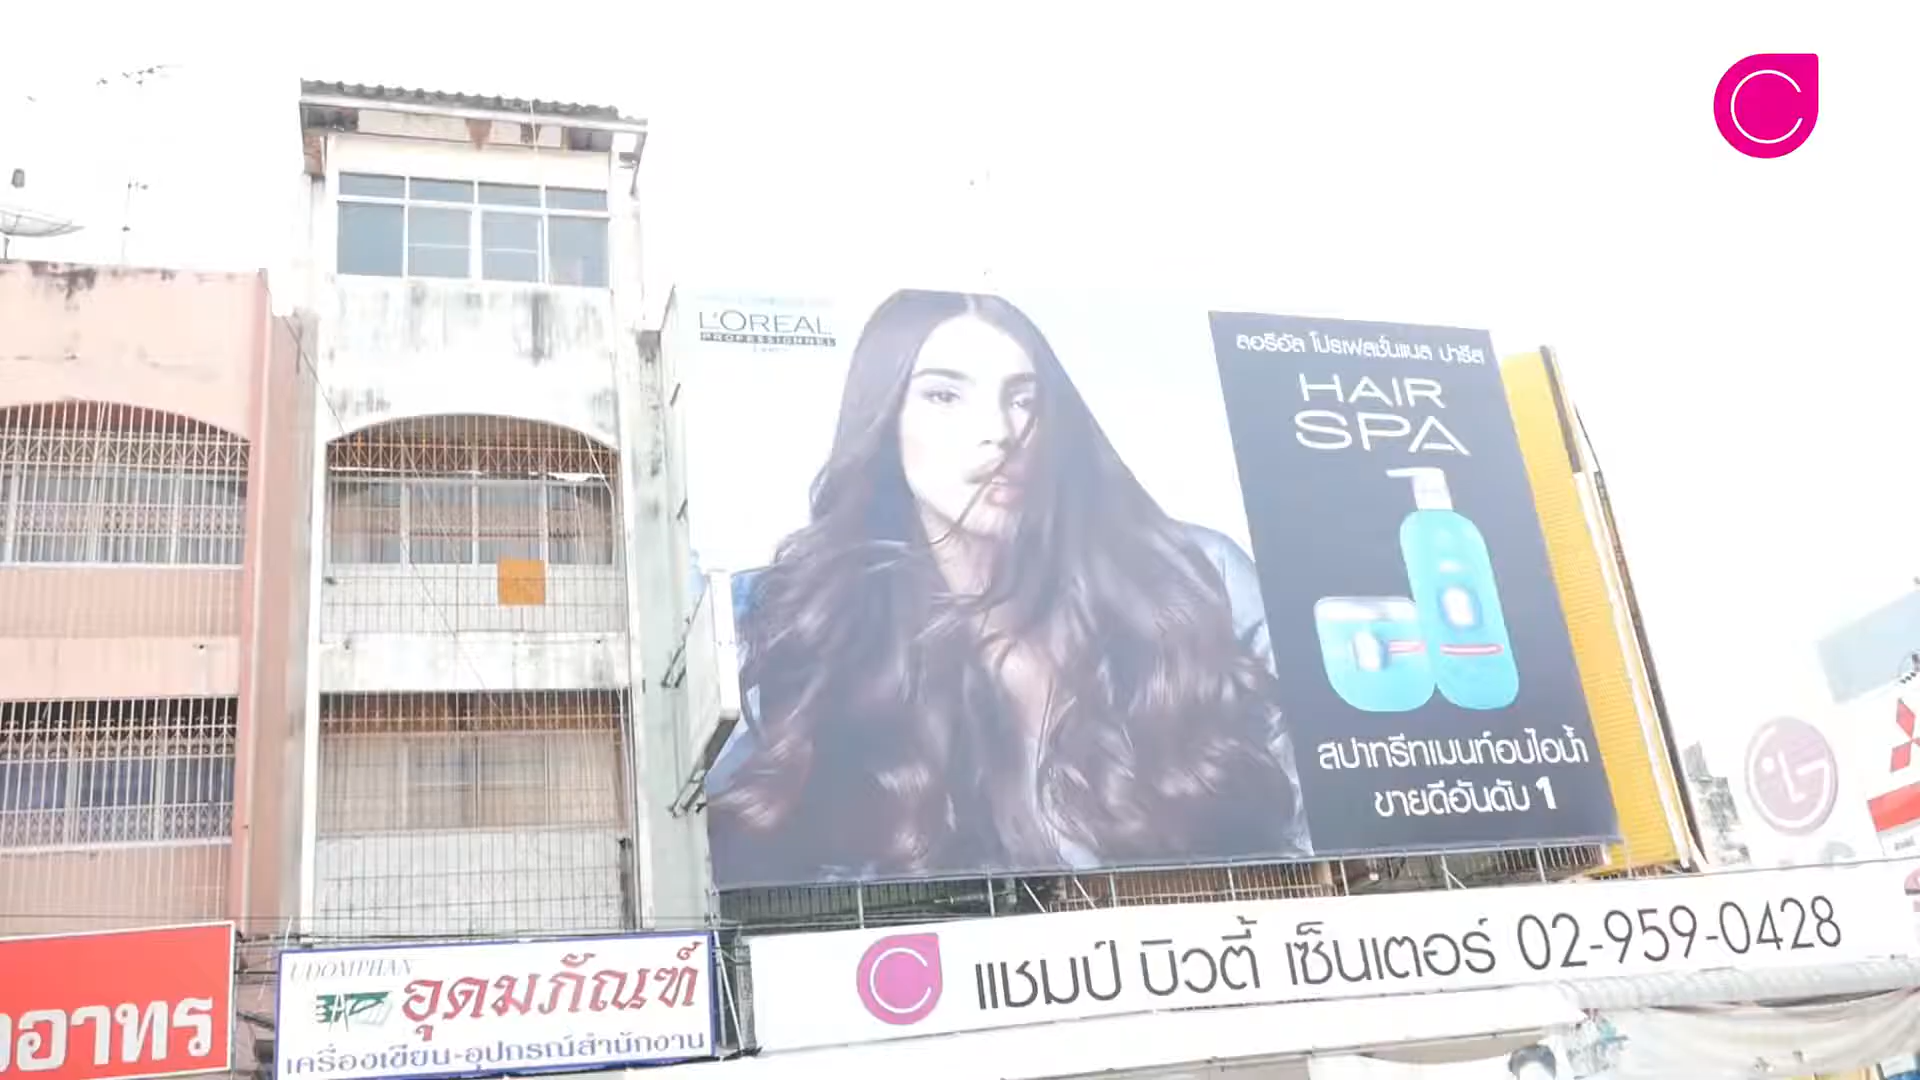 L'ORÉAL
PROFESSIONNEL
ลอรีอัล โปรเฟสชั่นแนล ปารีส
HAIR
SPA
สปาทรีทเมนท์อบไอน้ำ
ขายดีอันดับ 1
LG
C แชมป์ บิวตี้ เซ็นเตอร์ 02-959-0428
UDOMPHAN
อุดมภัณฑ์
เครื่องเขียน-อุปกรณ์สำนักงาน
อาทร
C